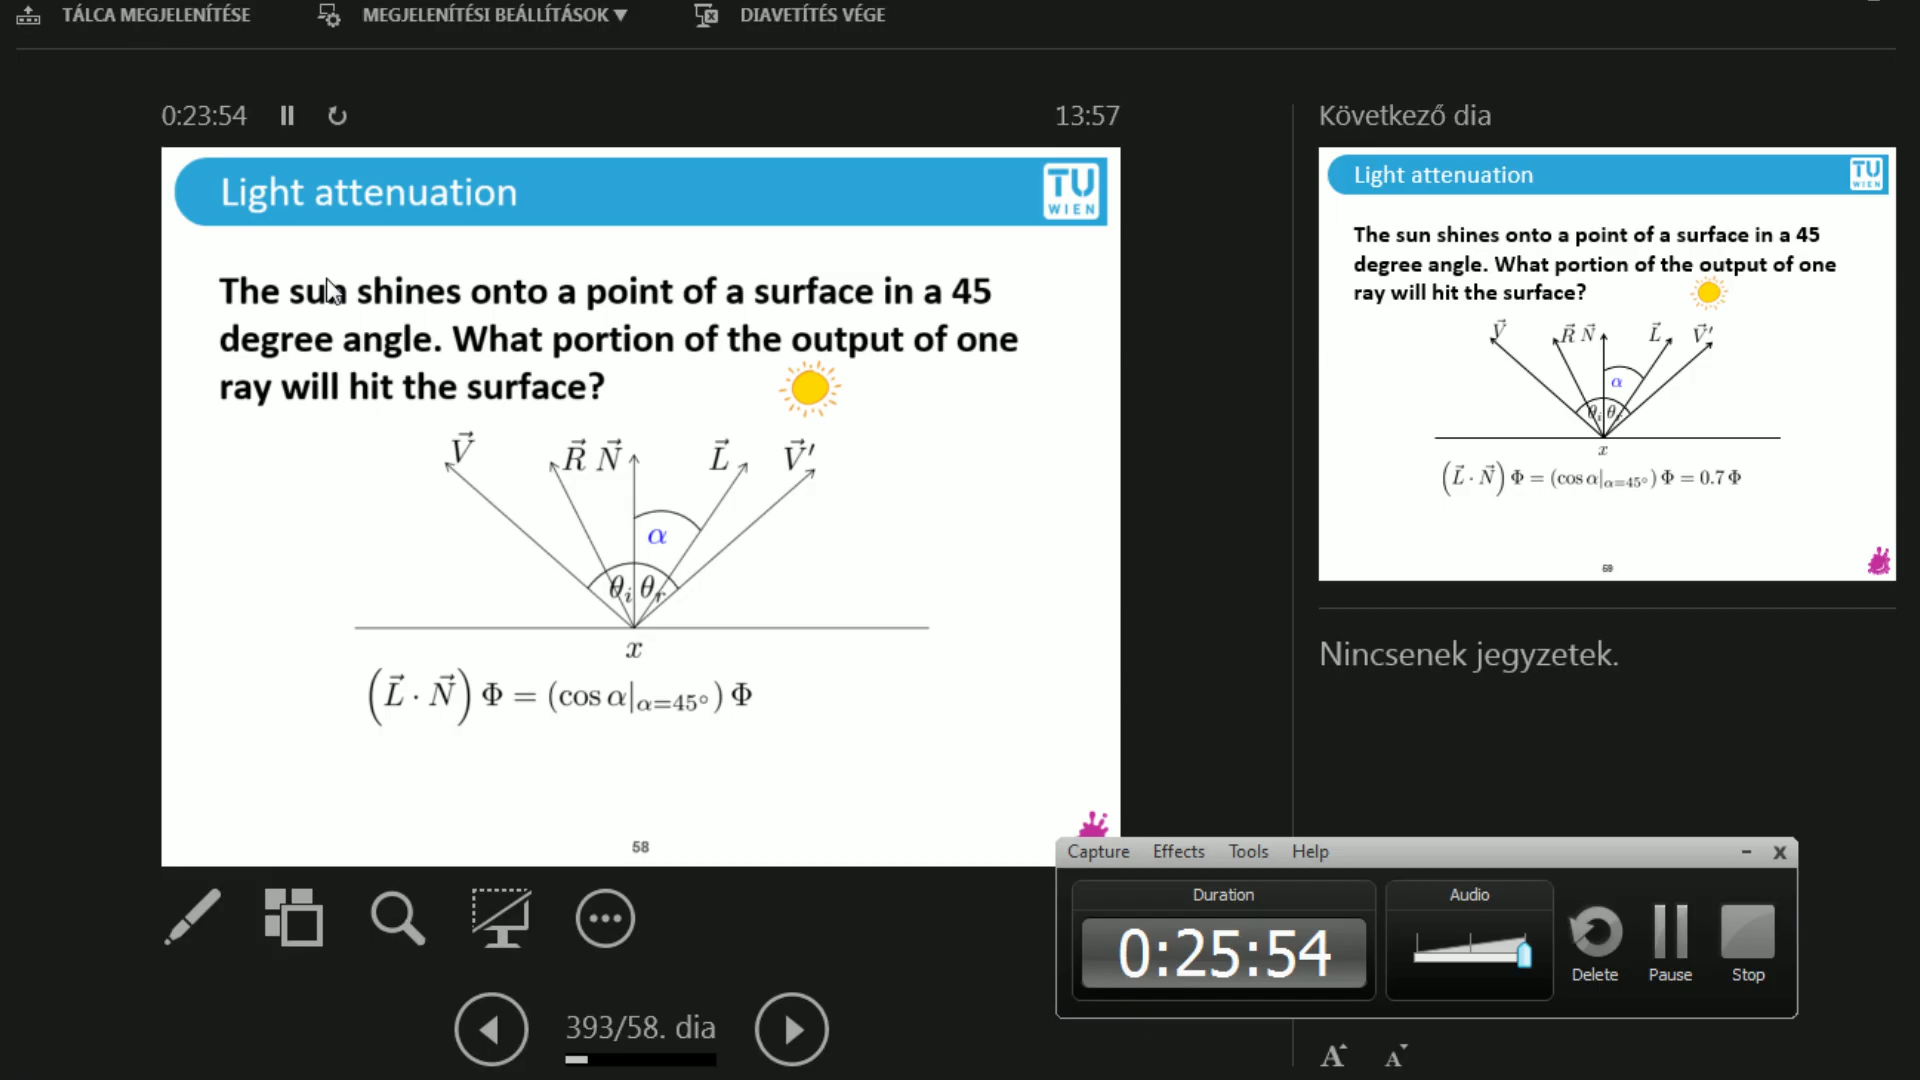 TÁLCA MEGJELENÍTÉSE
MEGJELENÍTÉSI BEÁLLÍTÁSOK ▼
DIAVETÍTÉS VÉGE
0:23:54
13:57
Light attenuation
TU
WIEN
The sun shines onto a point of a surface in a 45
degree angle. What portion of the output of one
ray will hit the surface?
V⃗ R⃗ N⃗ L⃗ V⃗′
α
θi θr
x
(L⃗ · N⃗) Φ = (cos α|α=45°) Φ
58
393/58. dia
Következő dia
Light attenuation
TU
WIEN
The sun shines onto a point of a surface in a 45
degree angle. What portion of the output of one
ray will hit the surface?
V⃗ R⃗ N⃗ L⃗ V⃗′
α
θi θr
x
(L⃗ · N⃗) Φ = (cos α|α=45°) Φ = 0.7 Φ
59
Nincsenek jegyzetek.
Capture Effects Tools Help
Duration
0:25:54
Audio
Delete
Pause
Stop
A A